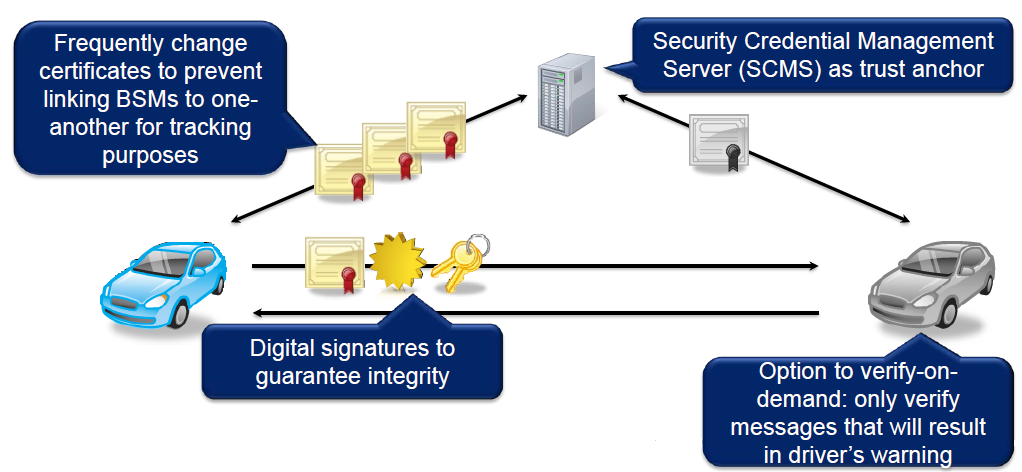 Frequently change
certificates to prevent
linking BSMs to one-
another for tracking
purposes
Security Credential Management
Server (SCMS) as trust anchor
Digital signatures to
guarantee integrity
Option to verify-on-
demand: only verify
messages that will result
in driver's warning